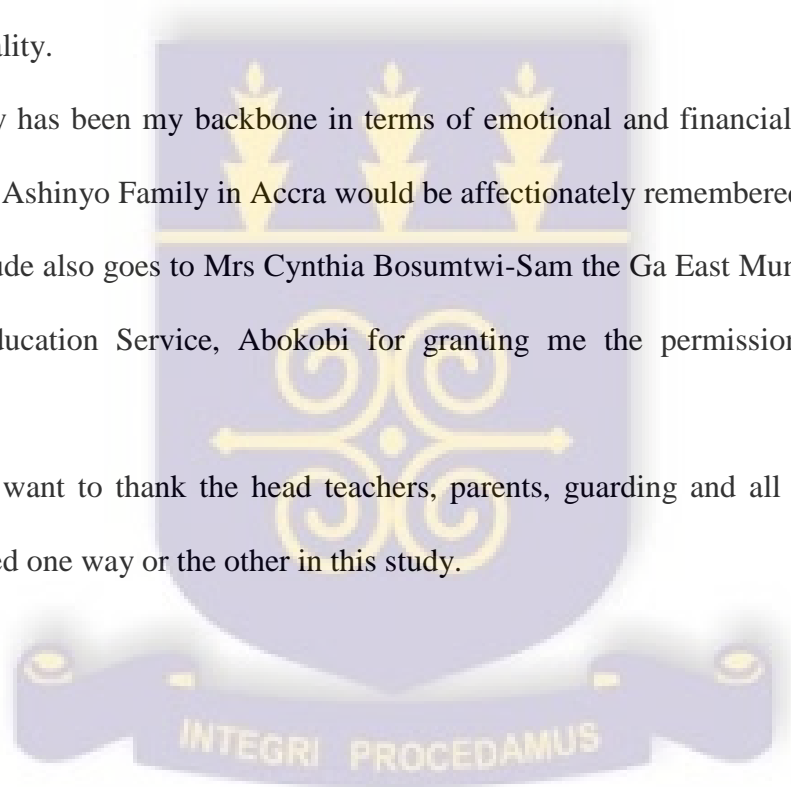 ality.
y has been my backbone in terms of emotional and financial
Ashinyo Family in Accra would be affectionately remembered
ude also goes to Mrs Cynthia Bosumtwi-Sam the Ga East Mun
ducation Service, Abokobi for granting me the permission
want to thank the head teachers, parents, guarding and all
ed one way or the other in this study.
INTEGRI PROCEDAMUS